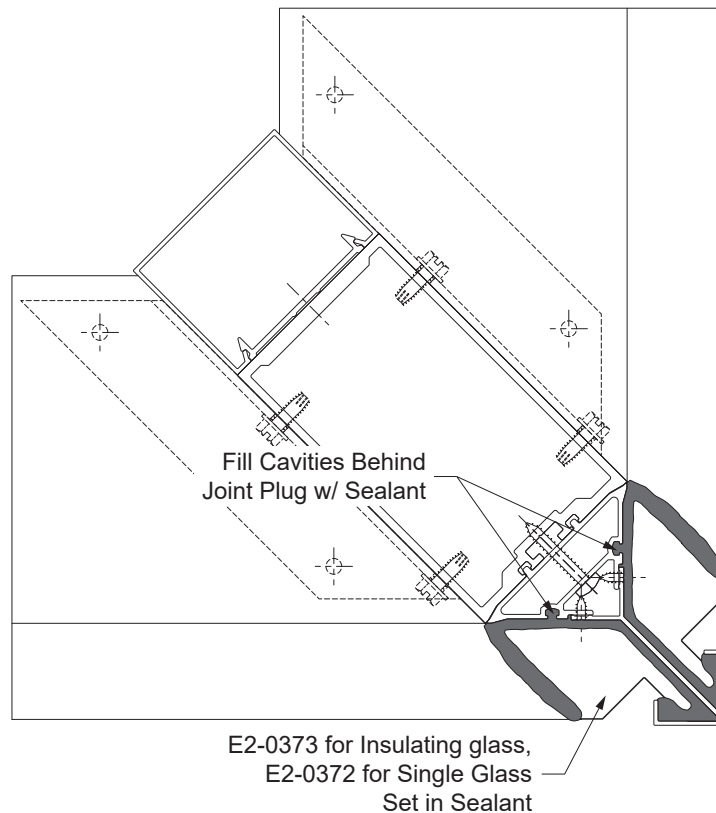 Fill Cavities Behind
Joint Plug w/ Sealant
E2-0373 for Insulating glass,
E2-0372 for Single Glass
Set in Sealant